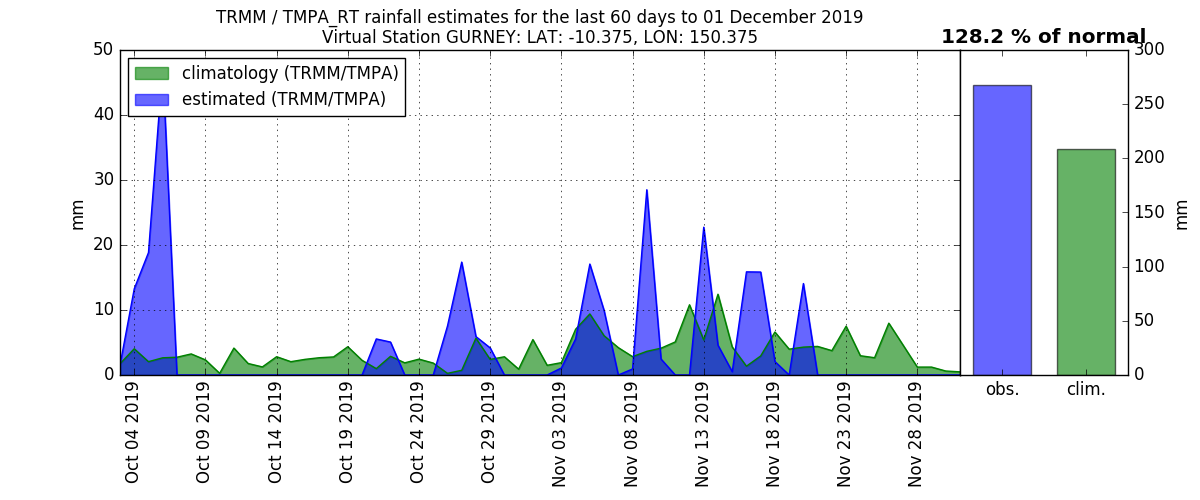 TRMM / TMPA_RT rainfall estimates for the last 60 days to 01 December 2019
Virtual Station GURNEY: LAT: -10.375, LON: 150.375
128.2 % of normal
climatology (TRMM/TMPA)
estimated (TRMM/TMPA)
50
40
30
20
10
0
mm
Oct 04 2019
Oct 09 2019
Oct 14 2019
Oct 19 2019
Oct 24 2019
Oct 29 2019
Nov 03 2019
Nov 08 2019
Nov 13 2019
Nov 18 2019
Nov 23 2019
Nov 28 2019
obs.
clim.
300
250
200
150
100
50
0
mm